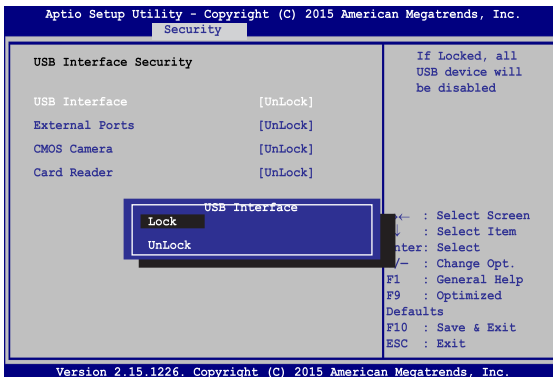 Aptio Setup Utility - Copyright (C) 2015 American Megatrends, Inc.
Security
USB Interface Security
USB Interface [UnLock]
External Ports [UnLock]
CMOS Camera [UnLock]
Card Reader [UnLock]
USB Interface
Lock
UnLock
If Locked, all
USB device will
be disabled
→← : Select Screen
↓ : Select Item
nter: Select
/— : Change Opt.
F1 : General Help
F9 : Optimized
Defaults
F10 : Save & Exit
ESC : Exit
Version 2.15.1226. Copyright (C) 2015 American Megatrends, Inc.